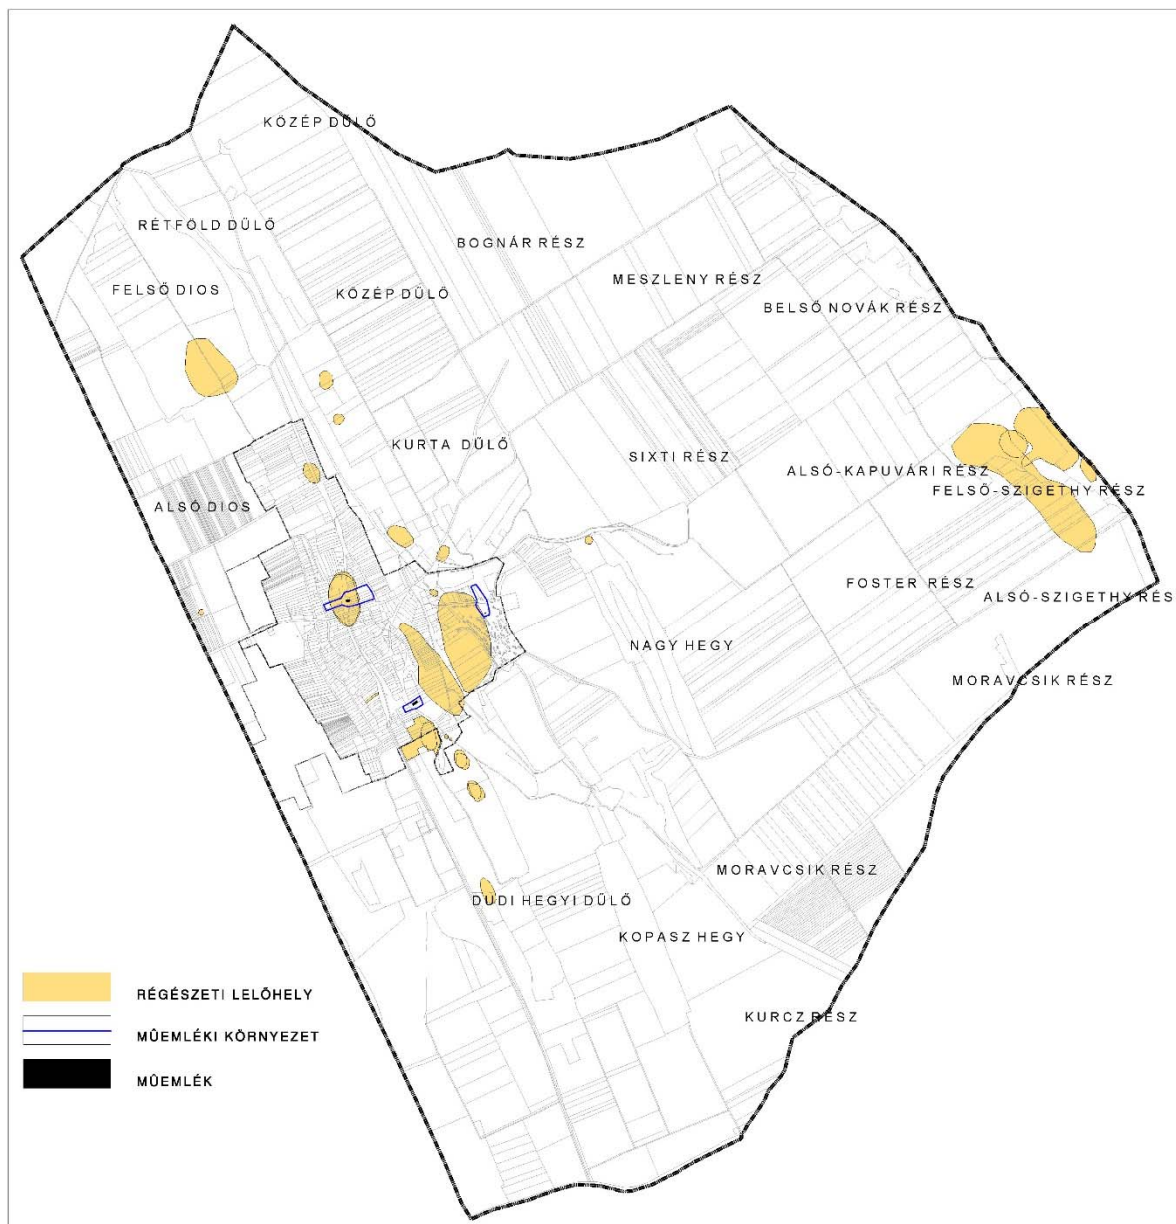 KÖZÉP DŰLŐ
RÉTFÖLD DŰLŐ
BOGNÁR RÉSZ
MESZLENY RÉSZ
FELSŐ DIOS
KÖZÉP DŰLŐ
BELSŐ NOVÁK RÉSZ
KURTA DŰLŐ
SIXTI RÉSZ
ALSÓ-KAPUVÁRI RÉSZ
FELSŐ-SZIGETHY RÉSZ
ALSÓ DIOS
FOSTER RÉSZ
ALSÓ-SZIGETHY RÉS
NAGY HEGY
MORAVCSIK RÉSZ
MORAVCSIK RÉSZ
DUDI HEGYI DŰLŐ
KOPASZ HEGY
KURCZ RÉSZ
RÉGÉSZETI LELŐHELY
MÛEMLÉKI KÖRNYEZET
MÛEMLÉK